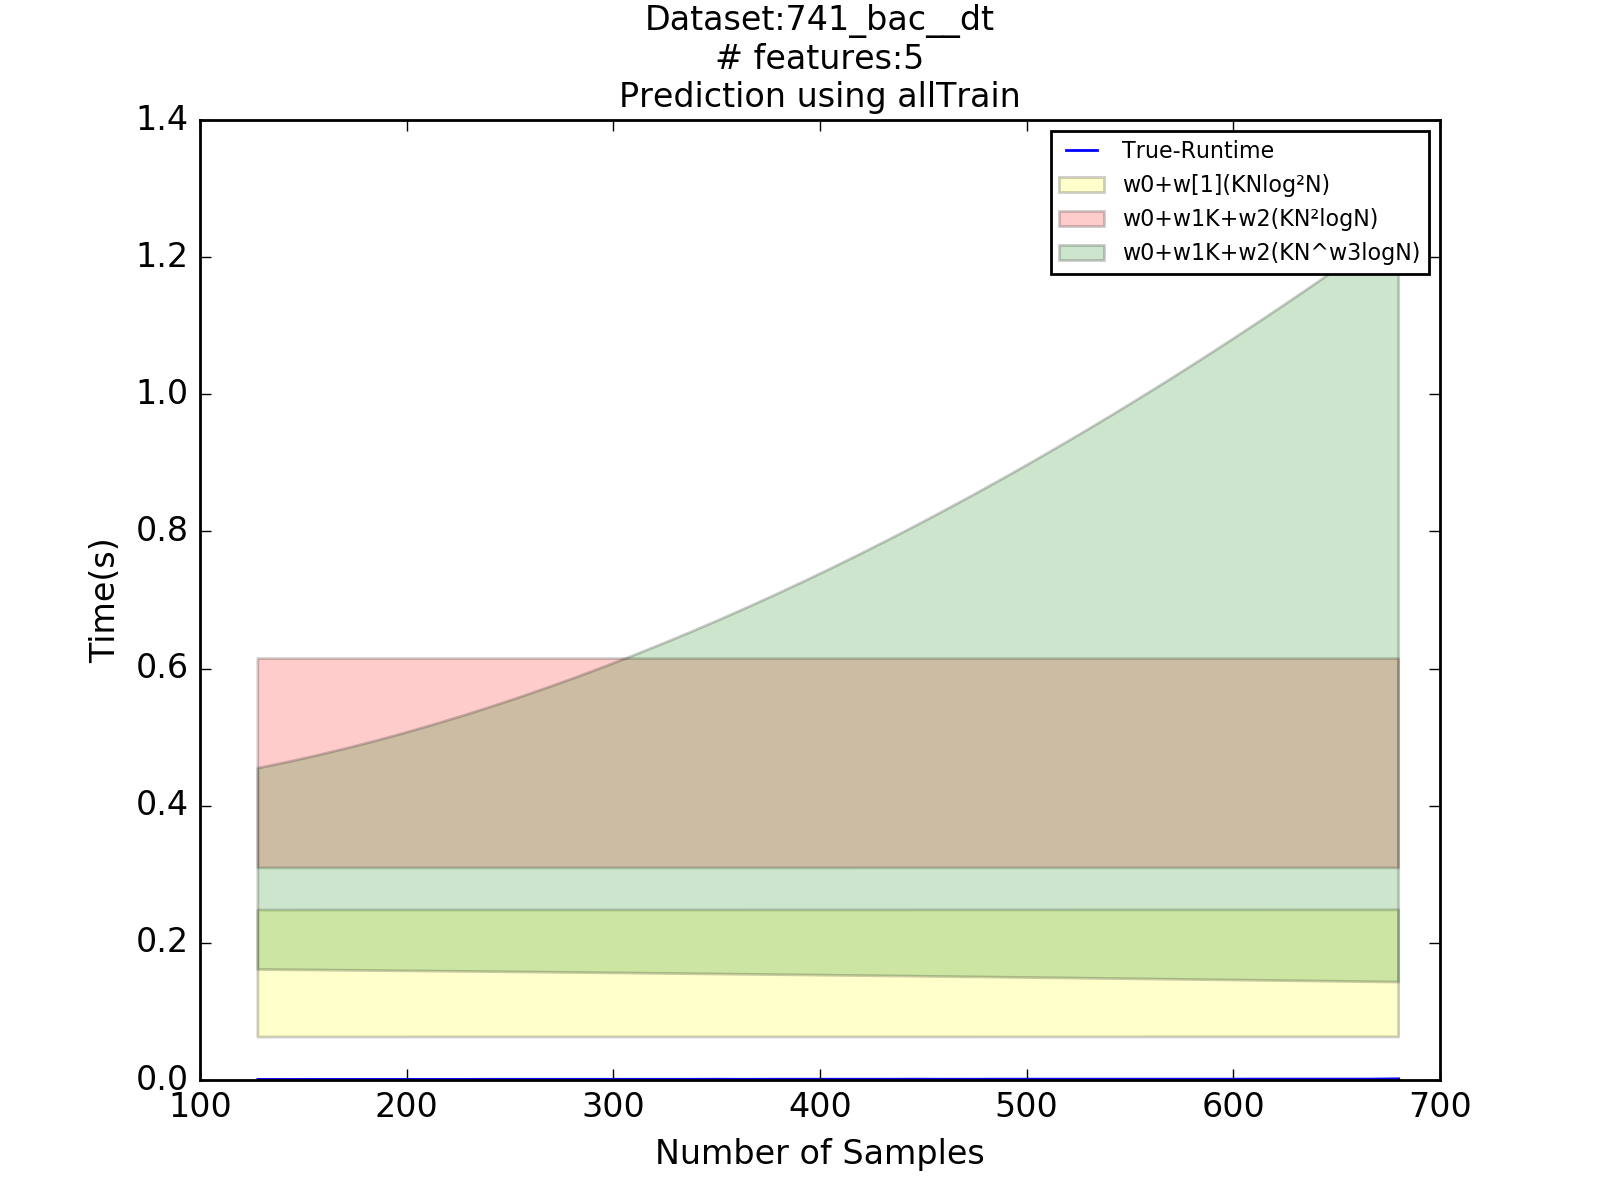 Dataset:741_bac__dt
# features:5
Prediction using allTrain
1.4
1.2
1.0
0.8
0.6
0.4
0.2
0.0
Time(s)
True-Runtime
w0+w[1](KNlog²N)
w0+w1K+w2(KN²logN)
w0+w1K+w2(KN^w3logN)
100 200 300 400 500 600 700
Number of Samples